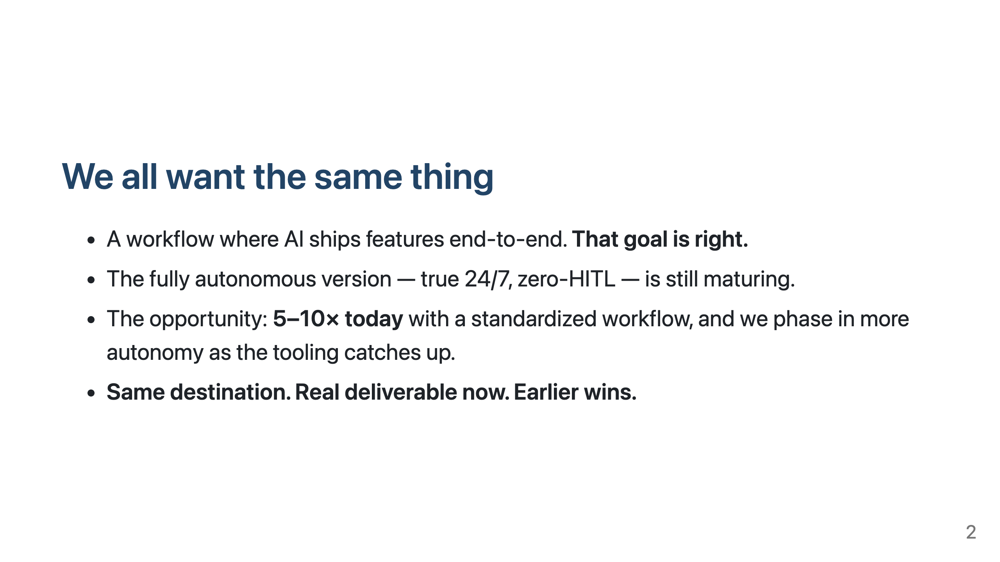 We all want the same thing
• A workflow where AI ships features end-to-end. That goal is right.
• The fully autonomous version — true 24/7, zero-HITL — is still maturing.
• The opportunity: 5–10× today with a standardized workflow, and we phase in more
autonomy as the tooling catches up.
• Same destination. Real deliverable now. Earlier wins.
2